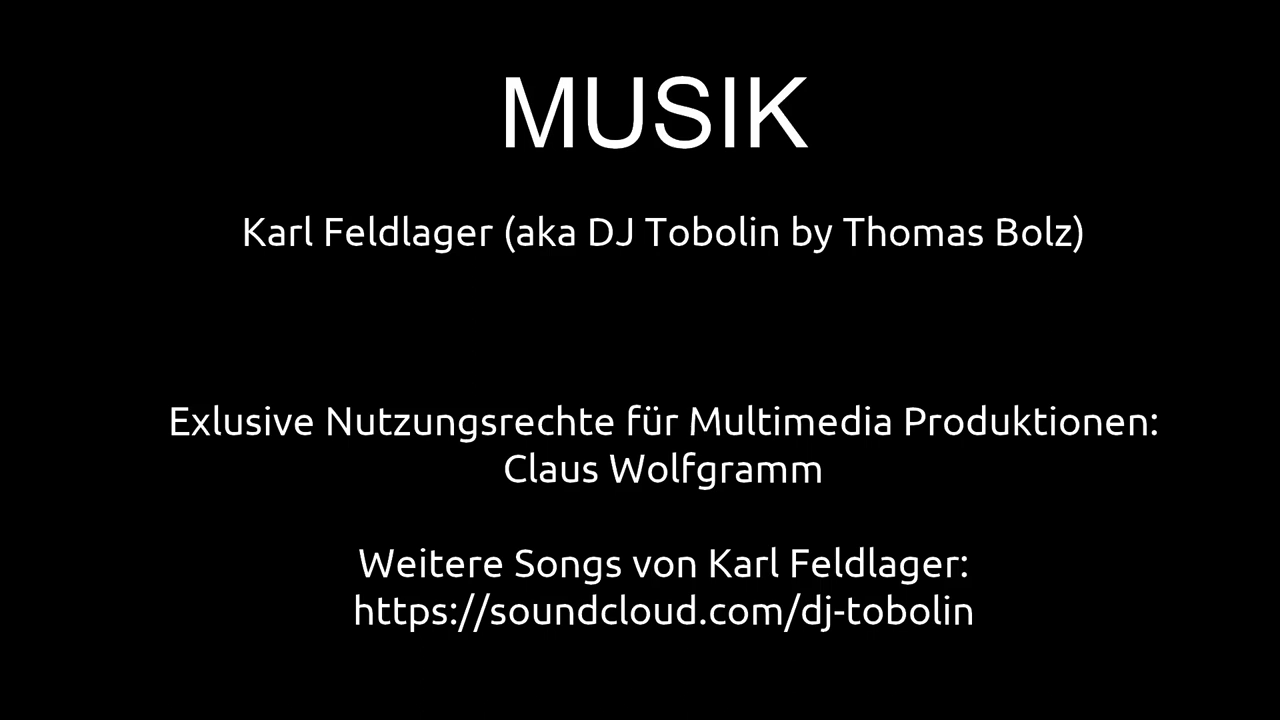 MUSIK
Karl Feldlager (aka DJ Tobolin by Thomas Bolz)
Exlusive Nutzungsrechte für Multimedia Produktionen:
Claus Wolfgramm
Weitere Songs von Karl Feldlager:
https://soundcloud.com/dj-tobolin